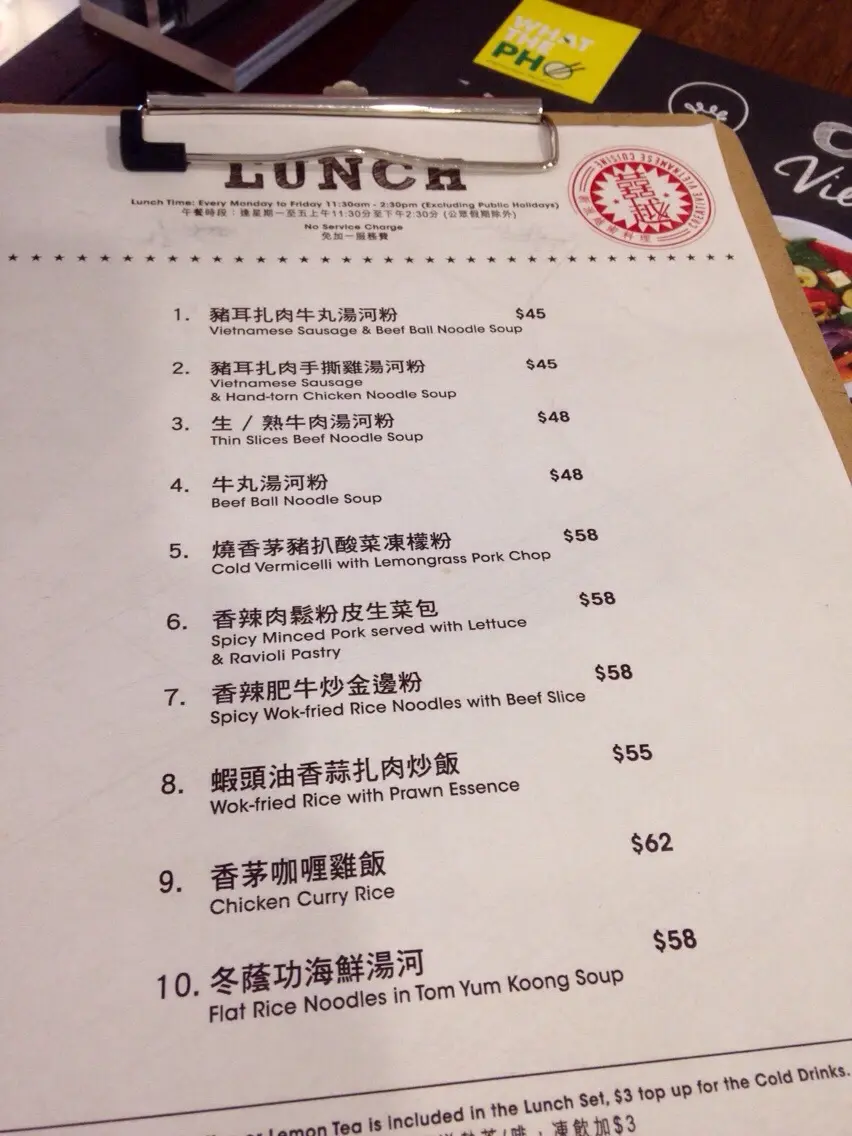 WHAT
THE
PHO
LUNCH
Lunch Time: Every Monday to Friday 11:30am - 2:30pm (Excluding Public Holidays)
午餐時段：逢星期一至五上午11:30分至下午2:30分 (公眾假期除外)
No Service Charge
免加一服務費
VIETNAMESE CUISINE
1. 豬耳扎肉牛丸湯河粉 $45
Vietnamese Sausage & Beef Ball Noodle Soup
2. 豬耳扎肉手撕雞湯河粉 $45
Vietnamese Sausage
& Hand-torn Chicken Noodle Soup
3. 生 / 熟牛肉湯河粉 $48
Thin Slices Beef Noodle Soup
4. 牛丸湯河粉 $48
Beef Ball Noodle Soup
5. 燒香茅豬扒酸菜凍檬粉 $58
Cold Vermicelli with Lemongrass Pork Chop
6. 香辣肉鬆粉皮生菜包 $58
Spicy Minced Pork served with Lettuce
& Ravioli Pastry
7. 香辣肥牛炒金邊粉 $58
Spicy Wok-fried Rice Noodles with Beef Slice
8. 蝦頭油香蒜扎肉炒飯 $55
Wok-fried Rice with Prawn Essence
9. 香茅咖喱雞飯 $62
Chicken Curry Rice
10. 冬蔭功海鮮湯河 $58
Flat Rice Noodles in Tom Yum Koong Soup
Lemon Tea is included in the Lunch Set, $3 top up for the Cold Drinks.
凍飲加$3